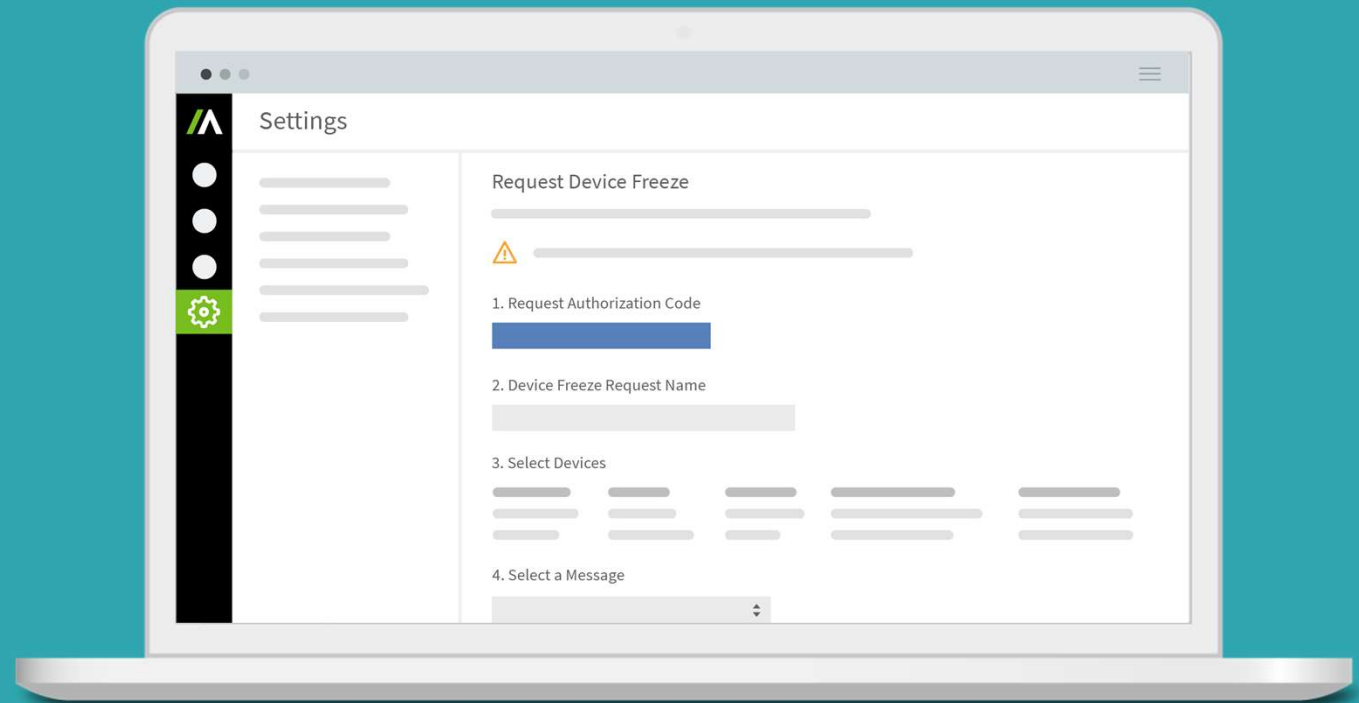 Settings
Request Device Freeze
1. Request Authorization Code
2. Device Freeze Request Name
3. Select Devices
4. Select a Message